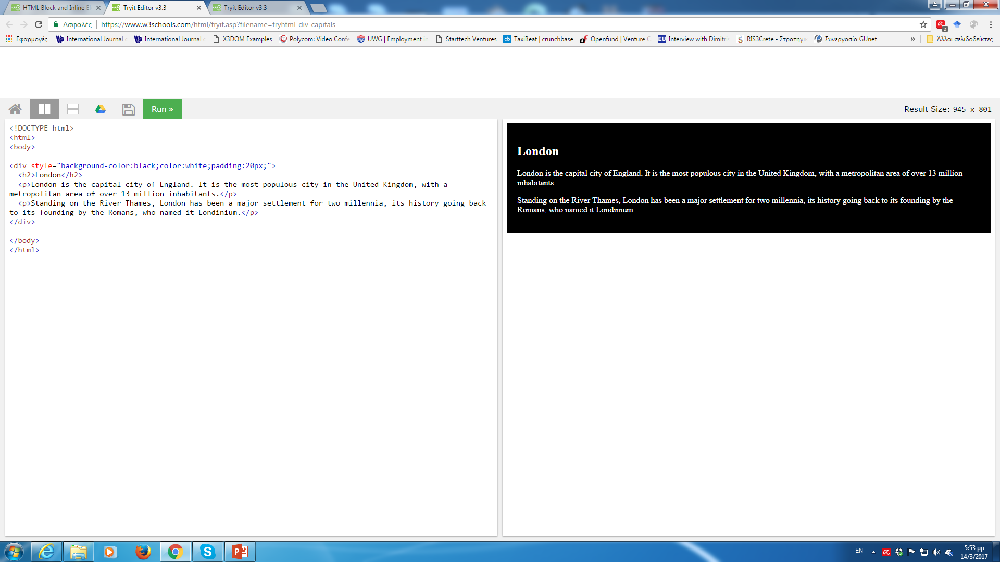 HTML Block and Inline El
Tryit Editor v3.3
Tryit Editor v3.3
Ασφαλές
https://www.w3schools.com/html/tryit.asp?filename=tryhtml_div_capitals
2
Εφαρμογές
International Journal
International Journal
X3DOM Examples
Polycom: Video Confe
UWG | Employment in
Starttech Ventures
cb
TaxiBeat | crunchbase
Openfund | Venture C
EU
Interview with Dimitri
RIS3Crete - Στρατηγι
Συνεργασία GUnet
»
Άλλοι σελιδοδείκτες
Run »
Result Size: 945 x 801
<!DOCTYPE html>
<html>
<body>
<div style="background-color:black;color:white;padding:20px;">
<h2>London</h2>
<p>London is the capital city of England. It is the most populous city in the United Kingdom, with a
metropolitan area of over 13 million inhabitants.</p>
<p>Standing on the River Thames, London has been a major settlement for two millennia, its history going back
to its founding by the Romans, who named it Londinium.</p>
</div>
</body>
</html>
London
London is the capital city of England. It is the most populous city in the United Kingdom, with a metropolitan area of over 13 million
inhabitants.
Standing on the River Thames, London has been a major settlement for two millennia, its history going back to its founding by the
Romans, who named it Londinium.
EN
5:53 μμ
14/3/2017